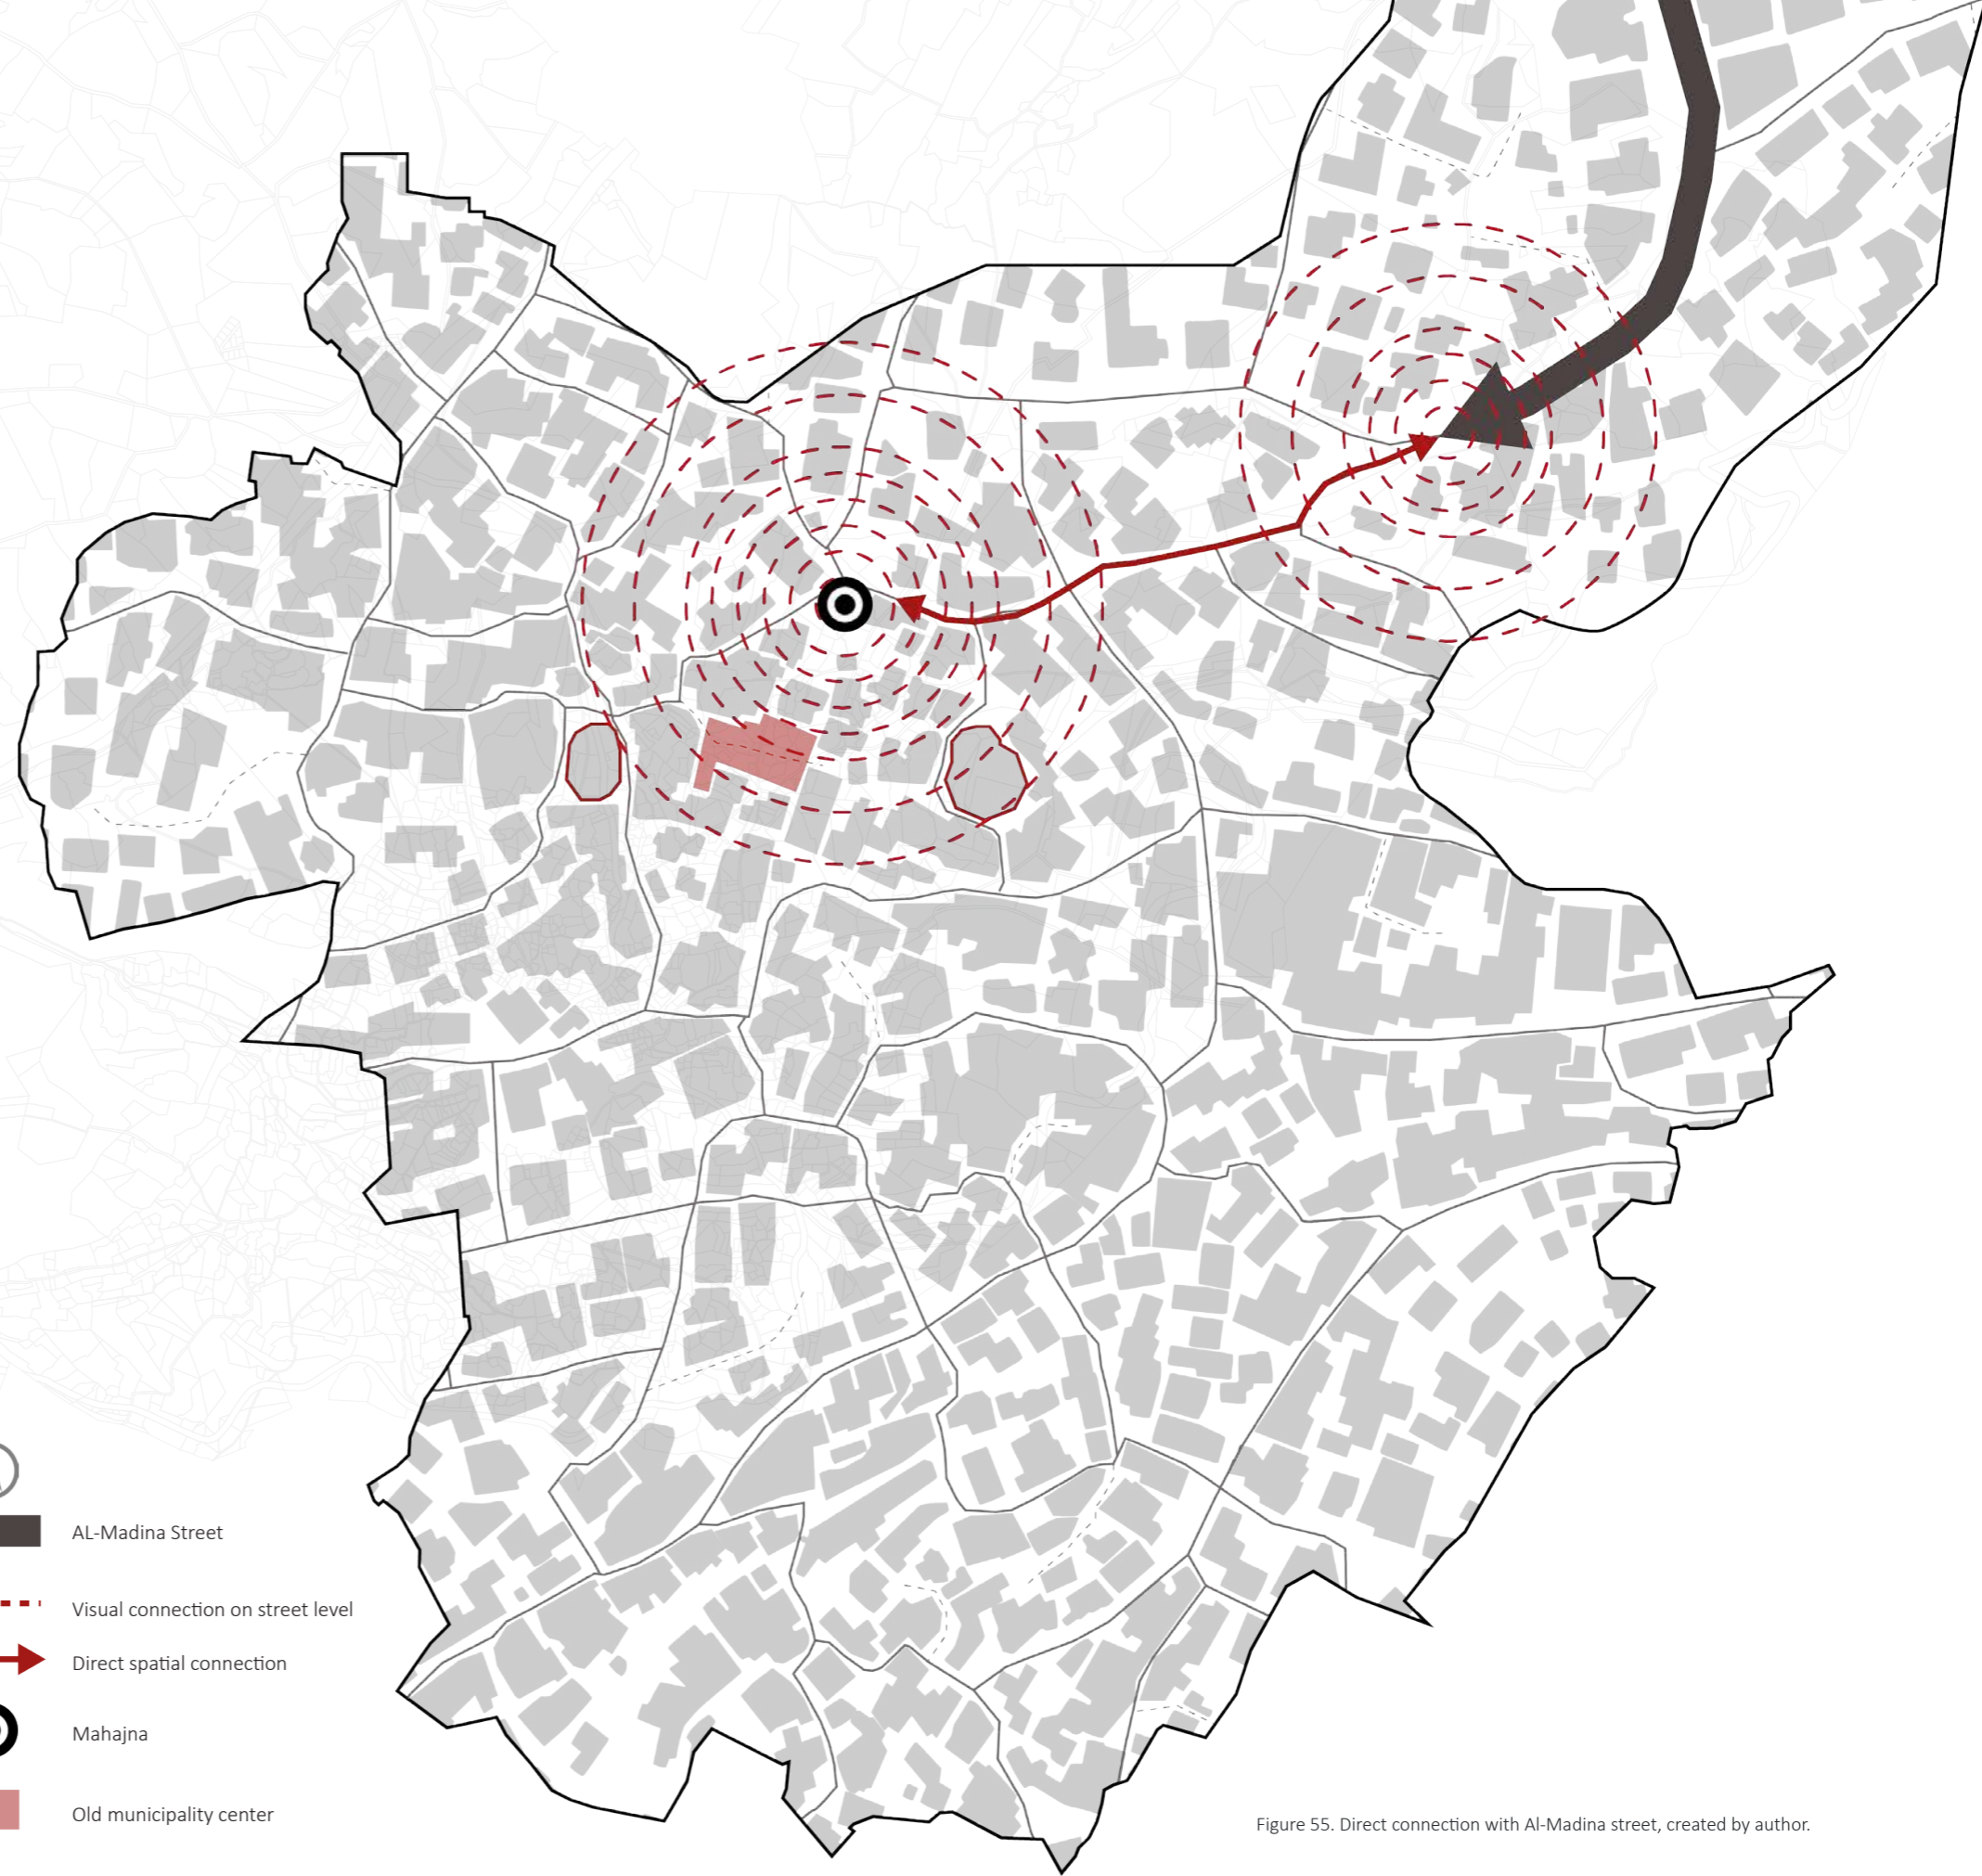 AL-Madina Street
Visual connection on street level
Direct spatial connection
Mahajna
Old municipality center
Figure 55. Direct connection with Al-Madina street, created by author.